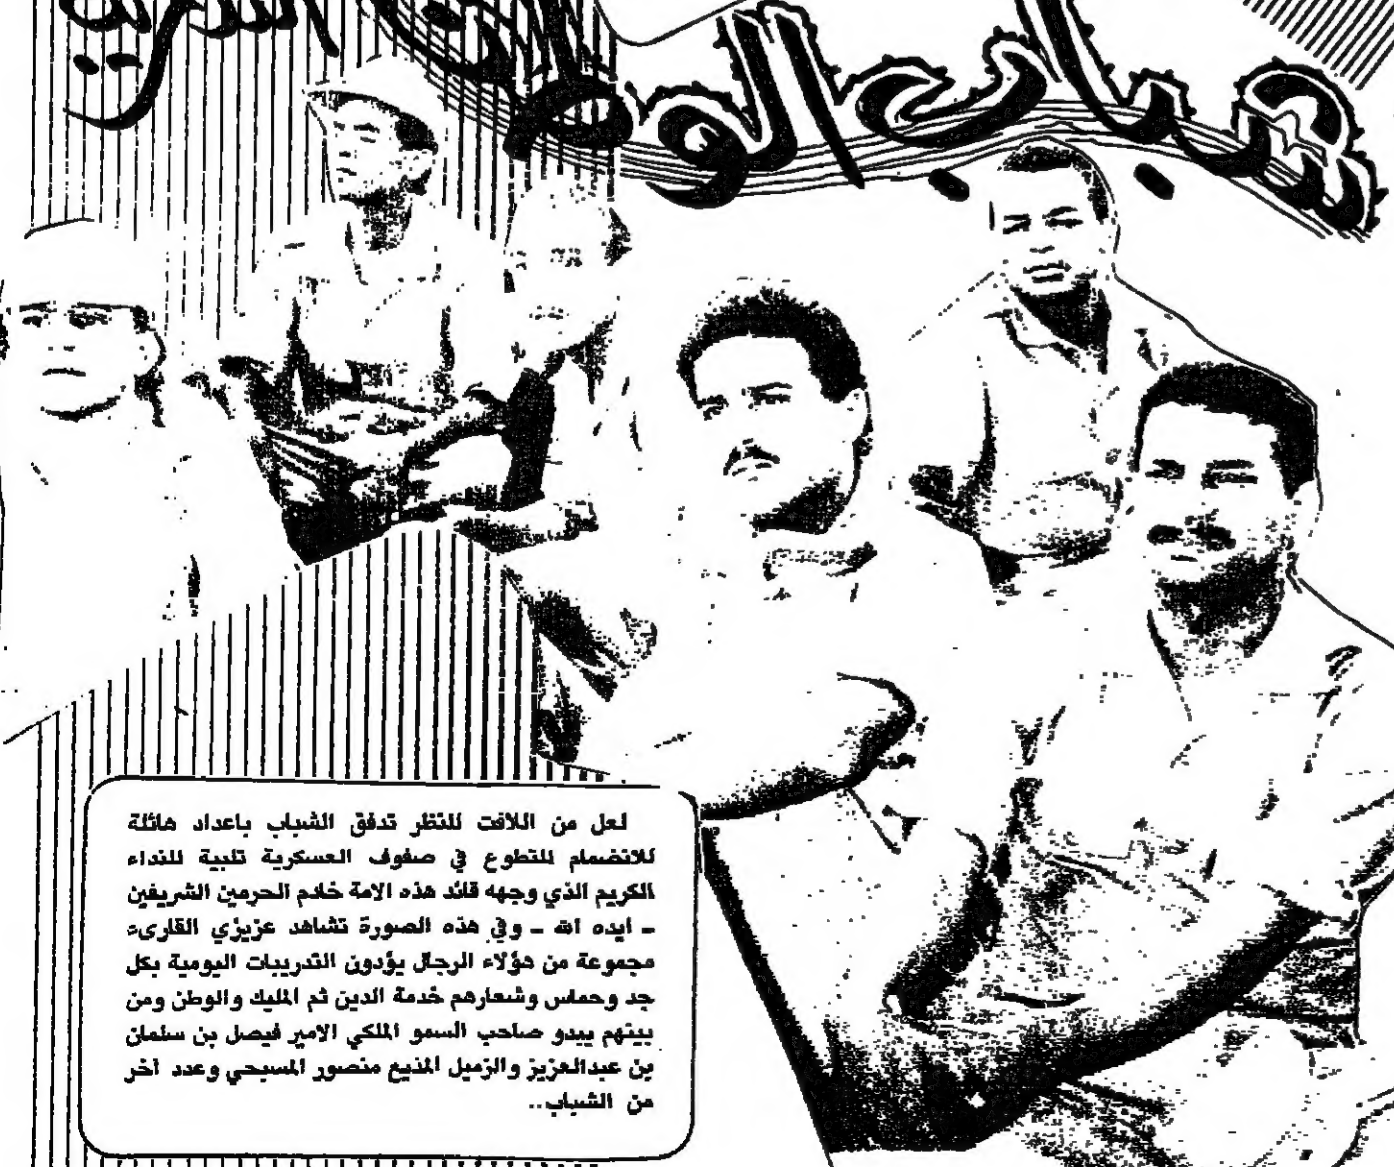 شباب الوطن
لعل من اللافت للنظر تدفق الشباب باعداد هائلة
للانضمام للتطوع في صفوف العسكرية تلبية للنداء
الكريم الذي وجهه قائد هذه الامة خادم الحرمين الشريفين
ـ ايده الله ـ وفي هذه الصورة تشاهد عزيزي القارىء
مجموعة من هؤلاء الرجال يؤدون التدريبات اليومية بكل
جد وحماس وشعارهم خدمة الدين ثم المليك والوطن ومن
بينهم يبدو صاحب السمو الملكي الامير فيصل بن سلمان
بن عبدالعزيز والزميل المذيع منصور المسبحي وعدد آخر
من الشباب..